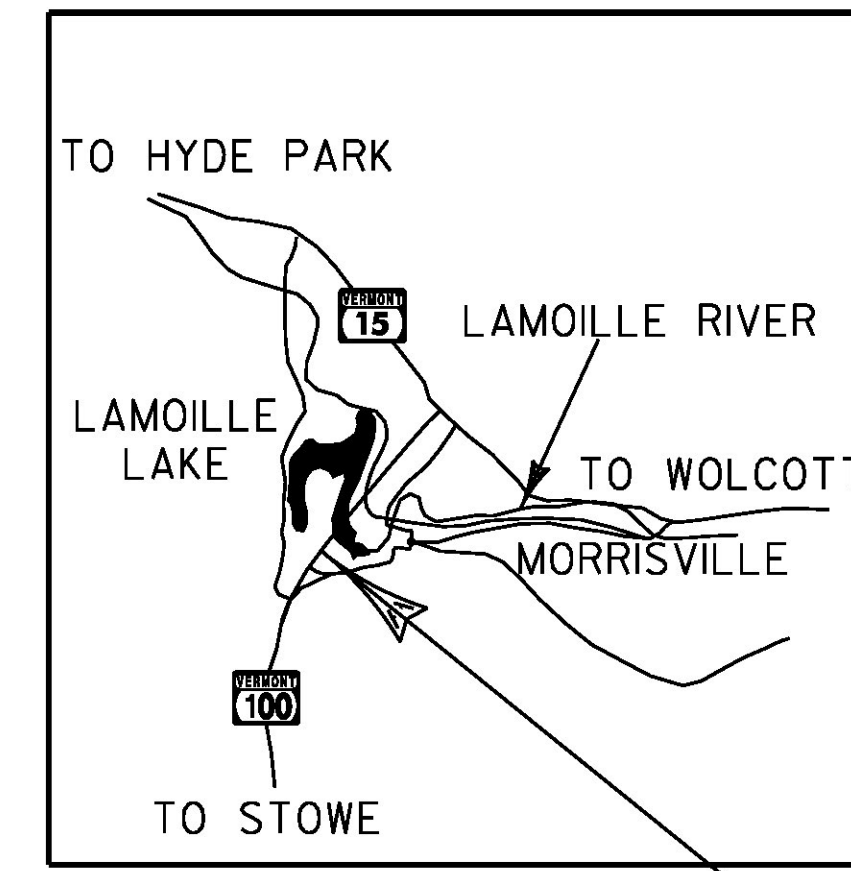 TO HYDE PARK
VERMONT
15
LAMOILLE RIVER
LAMOILLE
LAKE
TO WOLCOTT
MORRISVILLE
VERMONT
100
TO STOWE